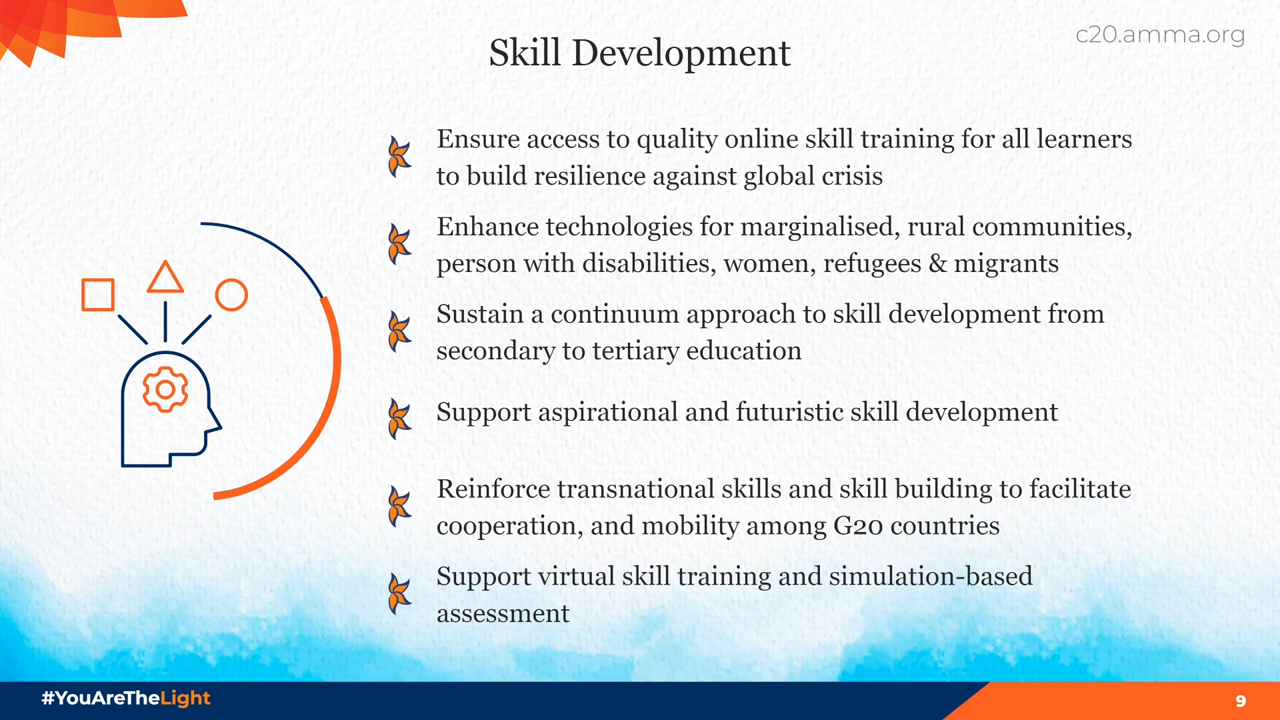 c20.amma.org
Skill Development
Ensure access to quality online skill training for all learners
to build resilience against global crisis
Enhance technologies for marginalised, rural communities,
person with disabilities, women, refugees & migrants
Sustain a continuum approach to skill development from
secondary to tertiary education
Support aspirational and futuristic skill development
Reinforce transnational skills and skill building to facilitate
cooperation, and mobility among G20 countries
Support virtual skill training and simulation-based
assessment
#YouAreTheLight
9